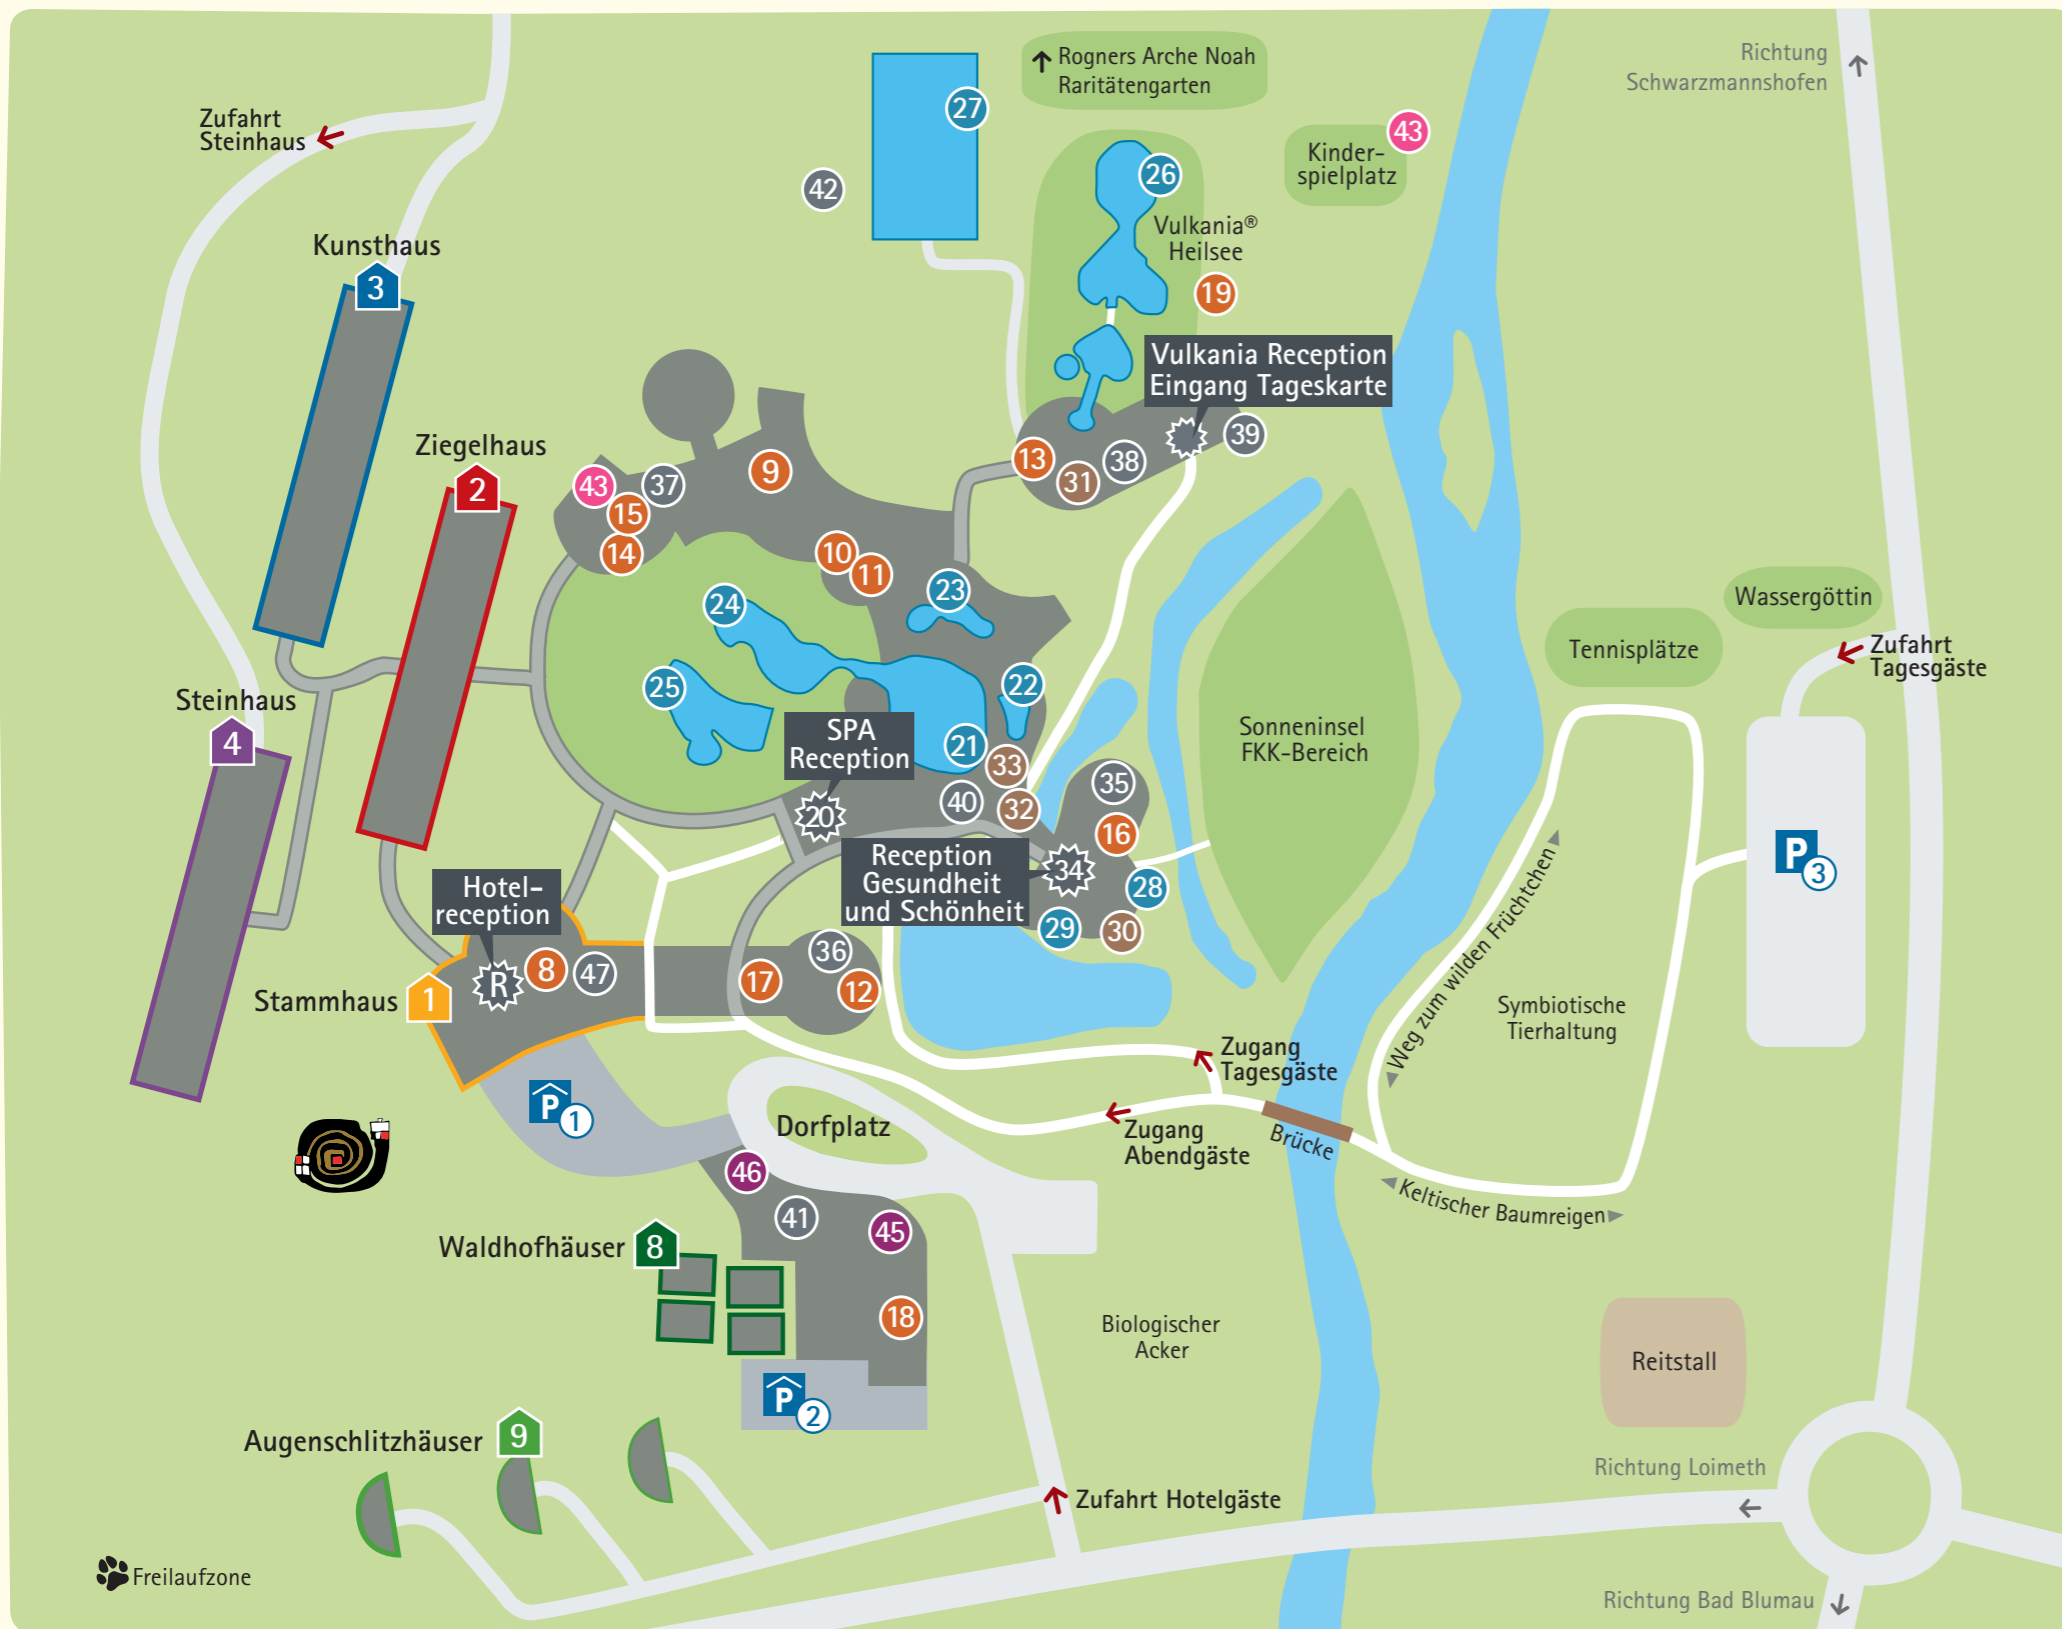 Rogners Arche Noah
Raritätengarten
Richtung
Schwarzmannshofen
27
43
Zufahrt
Steinhaus
Kinder-
spielplatz
26
42
Vulkania®
Heilsee
Kunsthaus
3
19
Vulkania Reception
Eingang Tageskarte
Ziegelhaus
2
39
13
38
31
9
43
37
15
14
10
11
23
24
Wassergöttin
Zufahrt
Tagesgäste
Tennisplätze
25
22
Steinhaus
4
SPA
Reception
21
33
Sonneninsel
FKK-Bereich
20
40
32
35
16
P
3
Reception
Gesundheit
und Schönheit
34
28
29
30
Hotel-
reception
R
8
47
36
17
12
Stammhaus
1
Weg zum wilden Früchtchen
Symbiotische
Tierhaltung
Zugang
Tagesgäste
P
1
Dorfplatz
Zugang
Abendgäste
Brücke
Keltischer Baumreigen
46
41
45
Waldhofhäuser
8
18
Biologischer
Acker
Reitstall
P
2
Augenschlitzhäuser
9
Richtung Loimeth
Zufahrt Hotelgäste
Freilaufzone
Richtung Bad Blumau